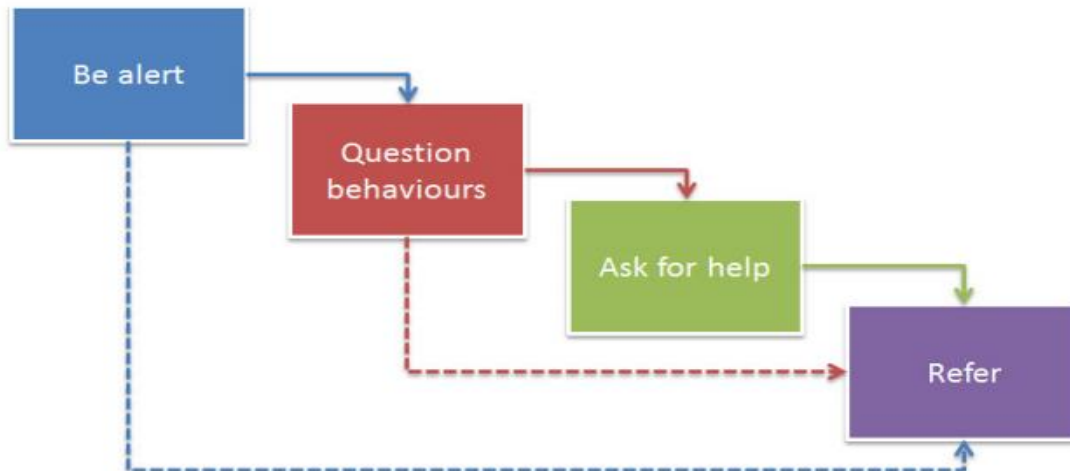 Be alert
Question
behaviours
Ask for help
Refer